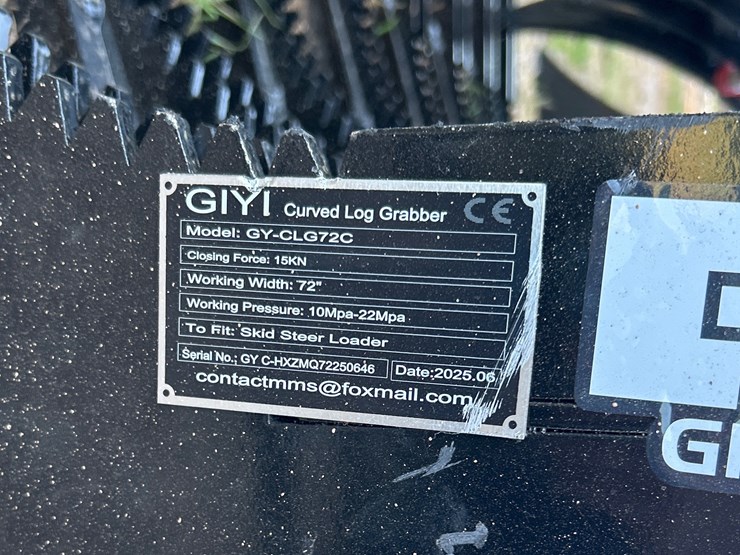 GIYI Curved Log Grabber CE
Model: GY-CLG72C
Closing Force: 15KN
Working Width: 72"
Working Pressure: 10Mpa-22Mpa
To Fit: Skid Steer Loader
Serial No.: GY C-HXZMQ72250646 Date:2025.06
contactmms@foxmail.com